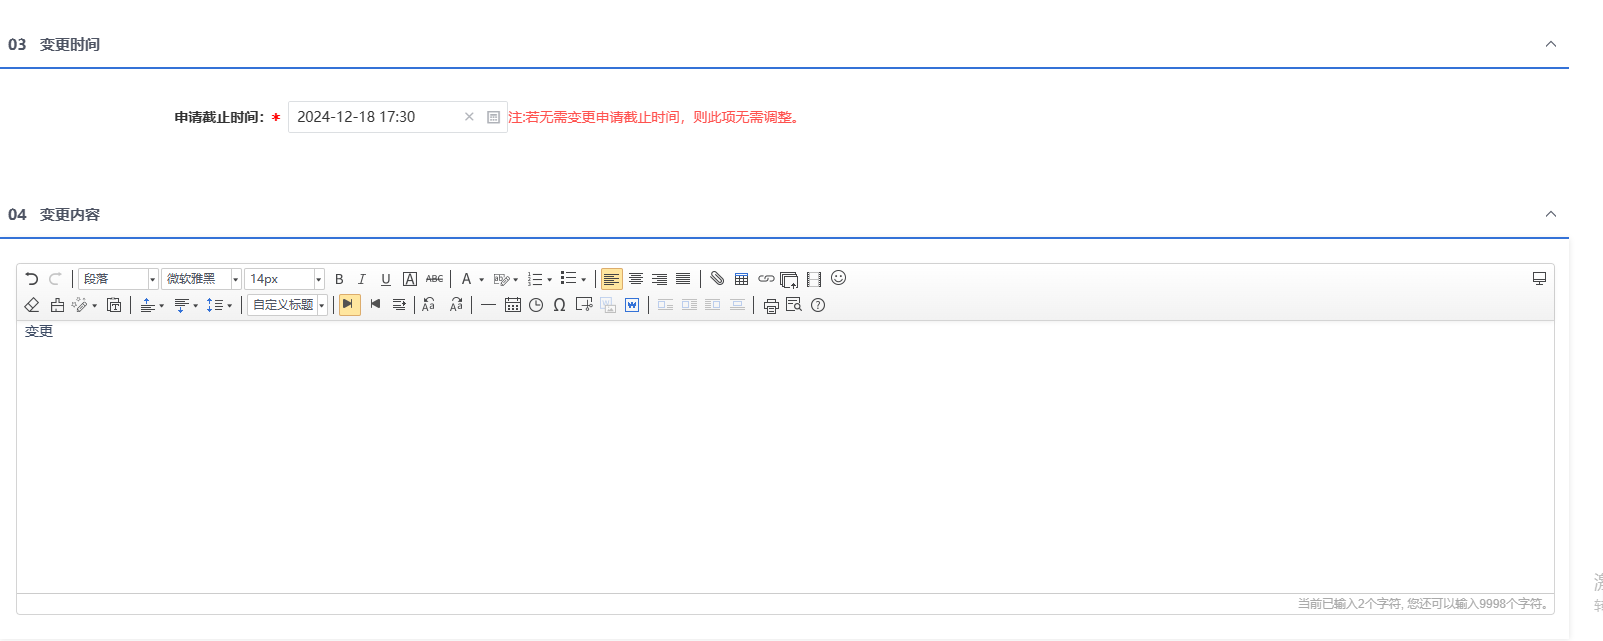 03 变更时间
申请截止时间：* 2024-12-18 17:30 注:若无需变更申请截止时间，则此项无需调整。
04 变更内容
段落 微软雅黑 14px B I U A ABC A
自定义标题 Aa Aa Ω W
变更
当前已输入2个字符, 您还可以输入9998个字符。